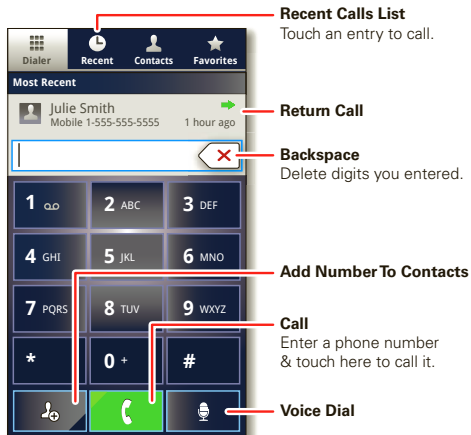 Recent Calls List
Touch an entry to call.
Dialer Recent Contacts Favorites
Most Recent
Julie Smith
Mobile 1-555-555-5555 1 hour ago
Return Call
Backspace
Delete digits you entered.
1 2 ABC 3 DEF
4 GHI 5 JKL 6 MNO
Add Number To Contacts
7 PQRS 8 TUV 9 WXYZ
Call
Enter a phone number
& touch here to call it.
* 0 + #
Voice Dial